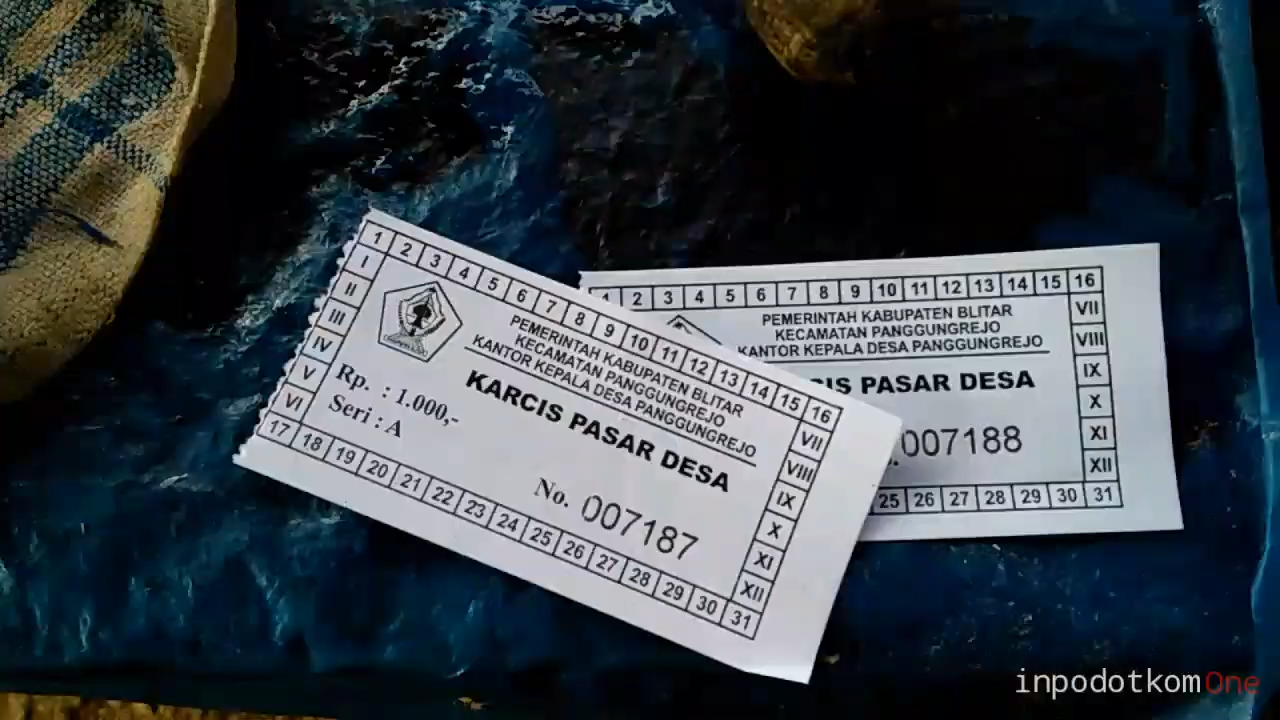 1 2 3 4 5 6 7 8 9 10 11 12 13 14 15 16
I II III IV V VI
PEMERINTAH KABUPATEN BLITAR
KECAMATAN PANGGUNGREJO
KANTOR KEPALA DESA PANGGUNGREJO
KARCIS PASAR DESA
Rp. : 1.000,-
Seri : A
No. 007187
VII VIII IX X XI XII
17 18 19 20 21 22 23 24 25 26 27 28 29 30 31
1 2 3 4 5 6 7 8 9 10 11 12 13 14 15 16
PEMERINTAH KABUPATEN BLITAR
KECAMATAN PANGGUNGREJO
KANTOR KEPALA DESA PANGGUNGREJO
IS PASAR DESA
007188
VII VIII IX X XI XII
25 26 27 28 29 30 31
inpodotkomOne